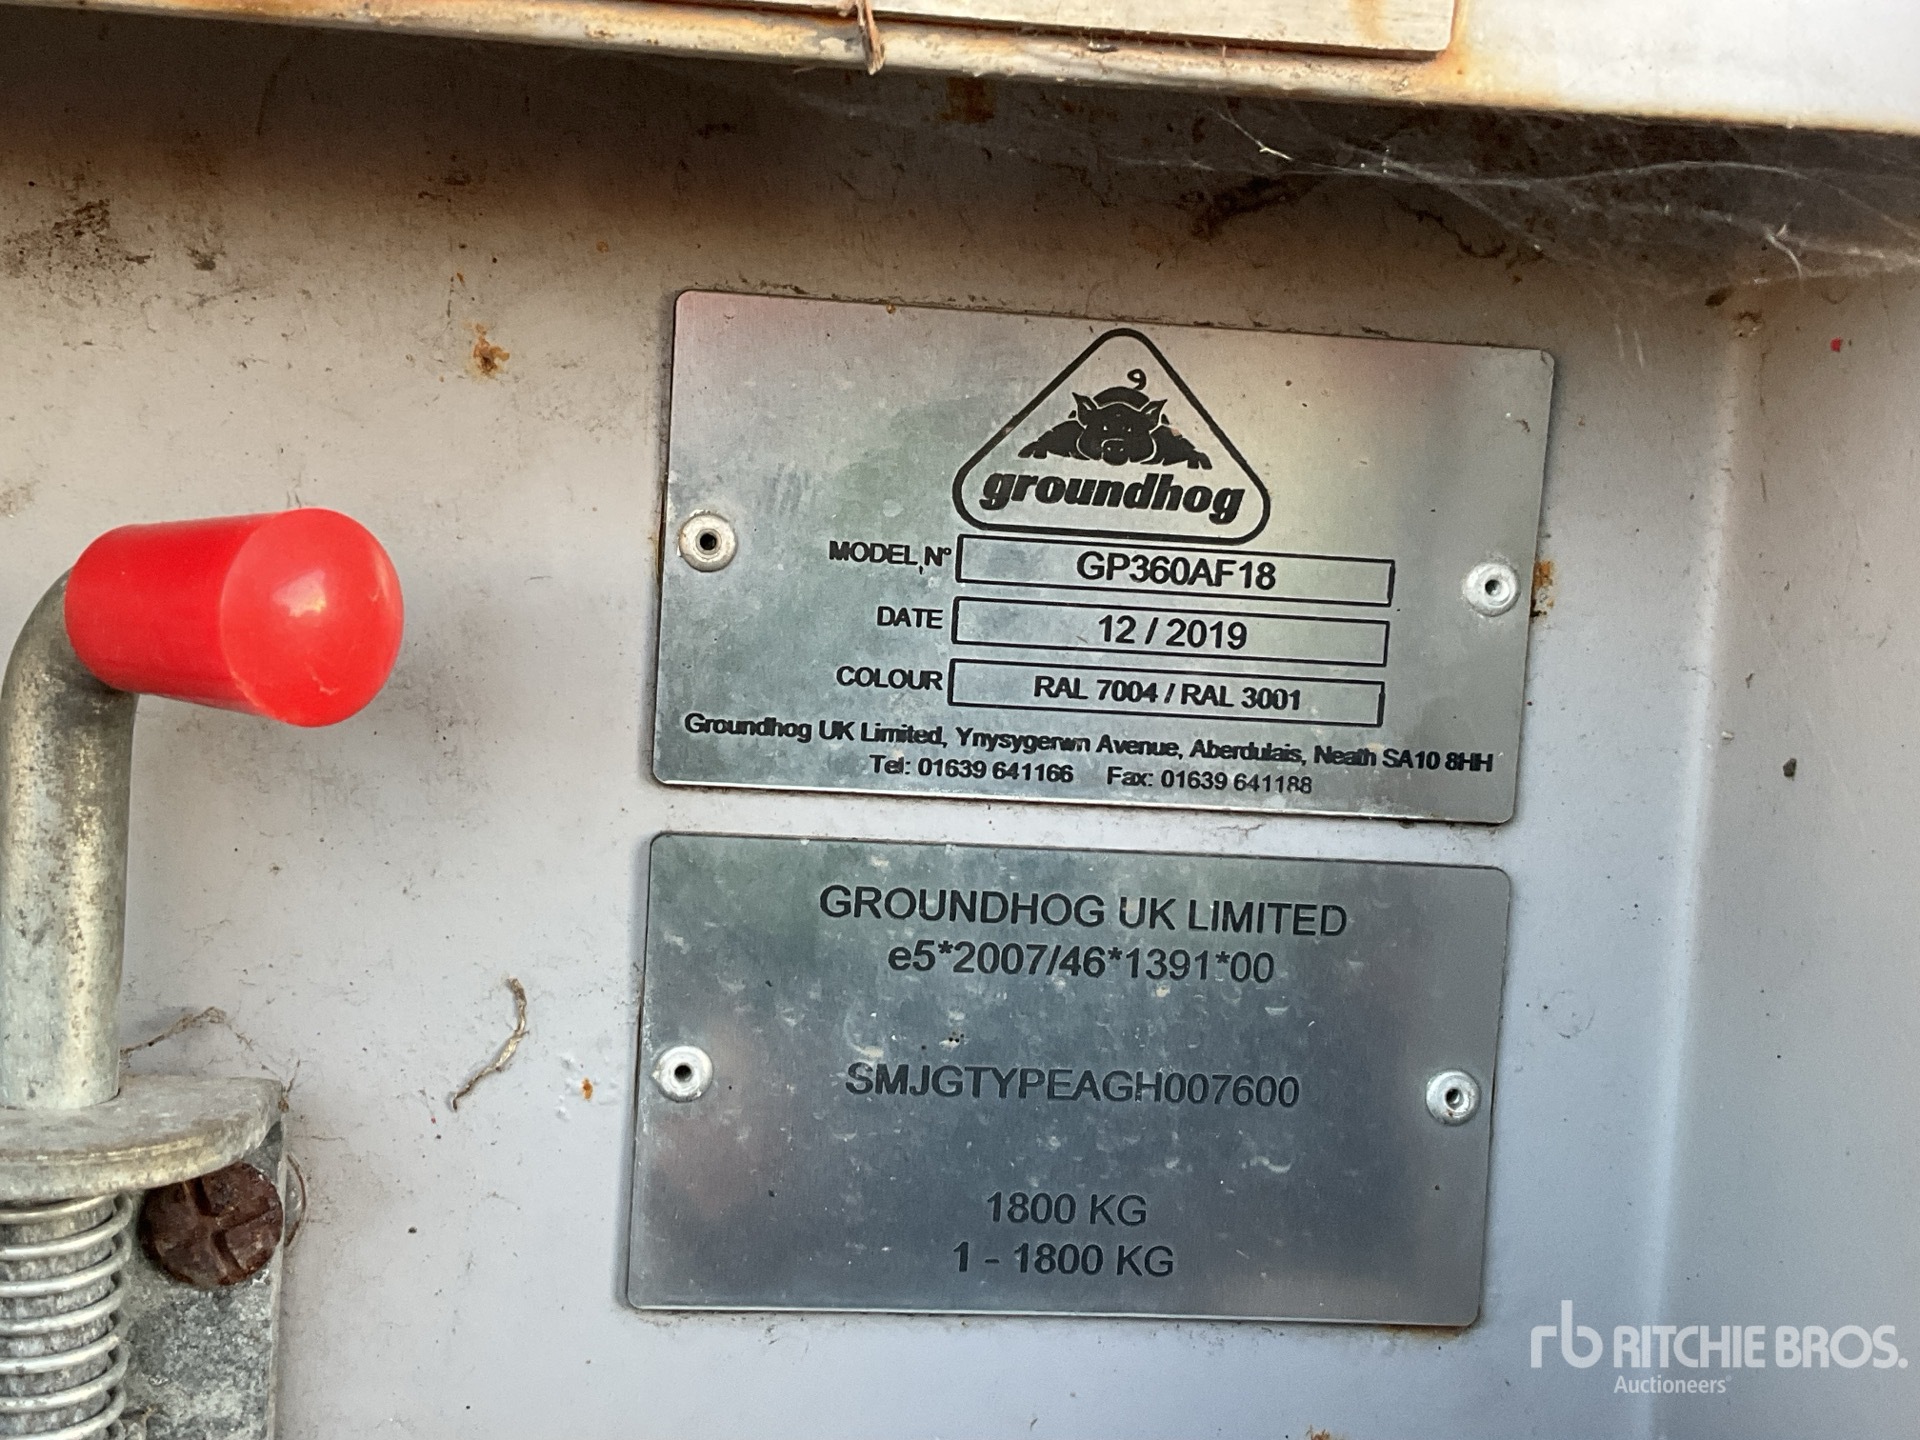 groundhog
MODEL N° GP360AF18
DATE 12 / 2019
COLOUR RAL 7004 / RAL 3001
Groundhog UK Limited, Ynysygerwn Avenue, Aberdulais, Neath SA10 8HH
Tel: 01639 641166 Fax: 01639 641188
GROUNDHOG UK LIMITED
e5*2007/46*1391*00
SMJGTYPEAGH007600
1800 KG
1 - 1800 KG
rb RITCHIE BROS.
Auctioneers